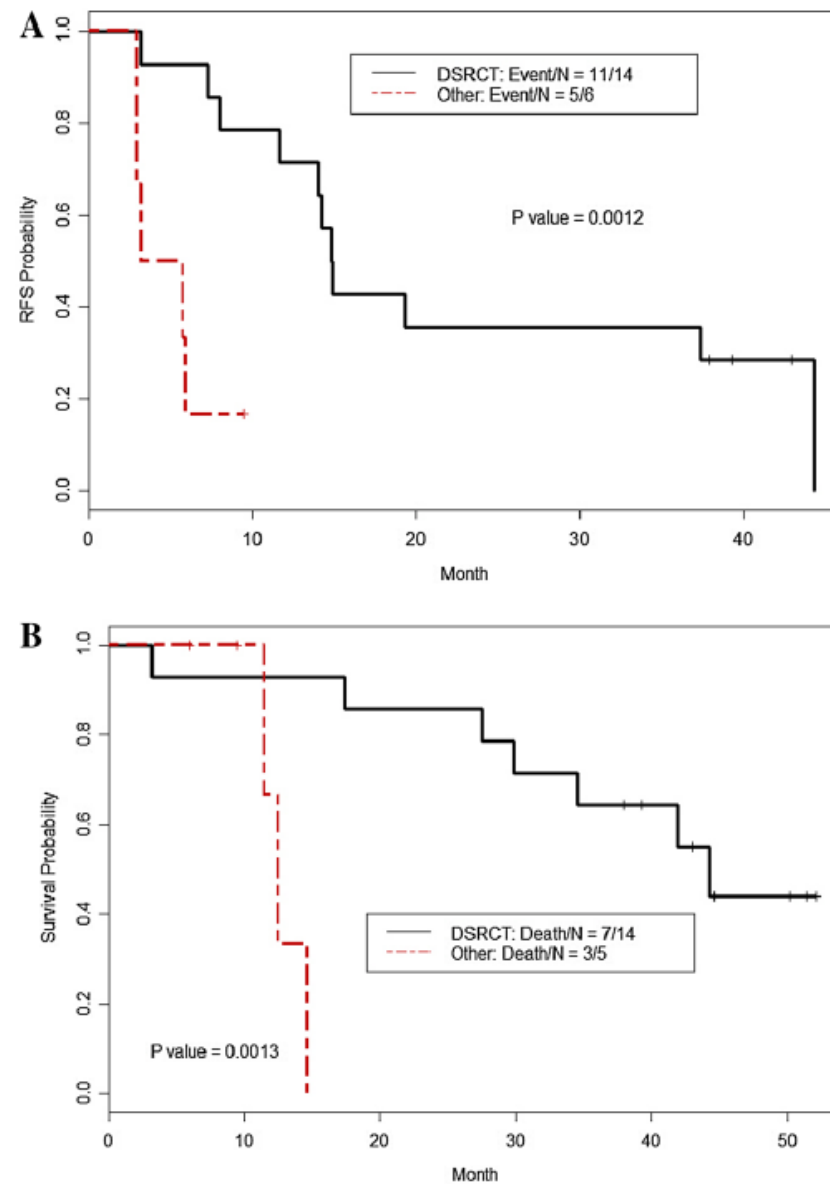 A
1.0
0.8
0.6
0.4
0.2
0.0
RFS Probability
DSRCT: Event/N = 11/14
Other: Event/N = 5/6
P value = 0.0012
0 10 20 30 40
Month
B
1.0
0.8
0.6
0.4
0.2
0.0
Survival Probability
DSRCT: Death/N = 7/14
Other: Death/N = 3/5
P value = 0.0013
0 10 20 30 40 50
Month